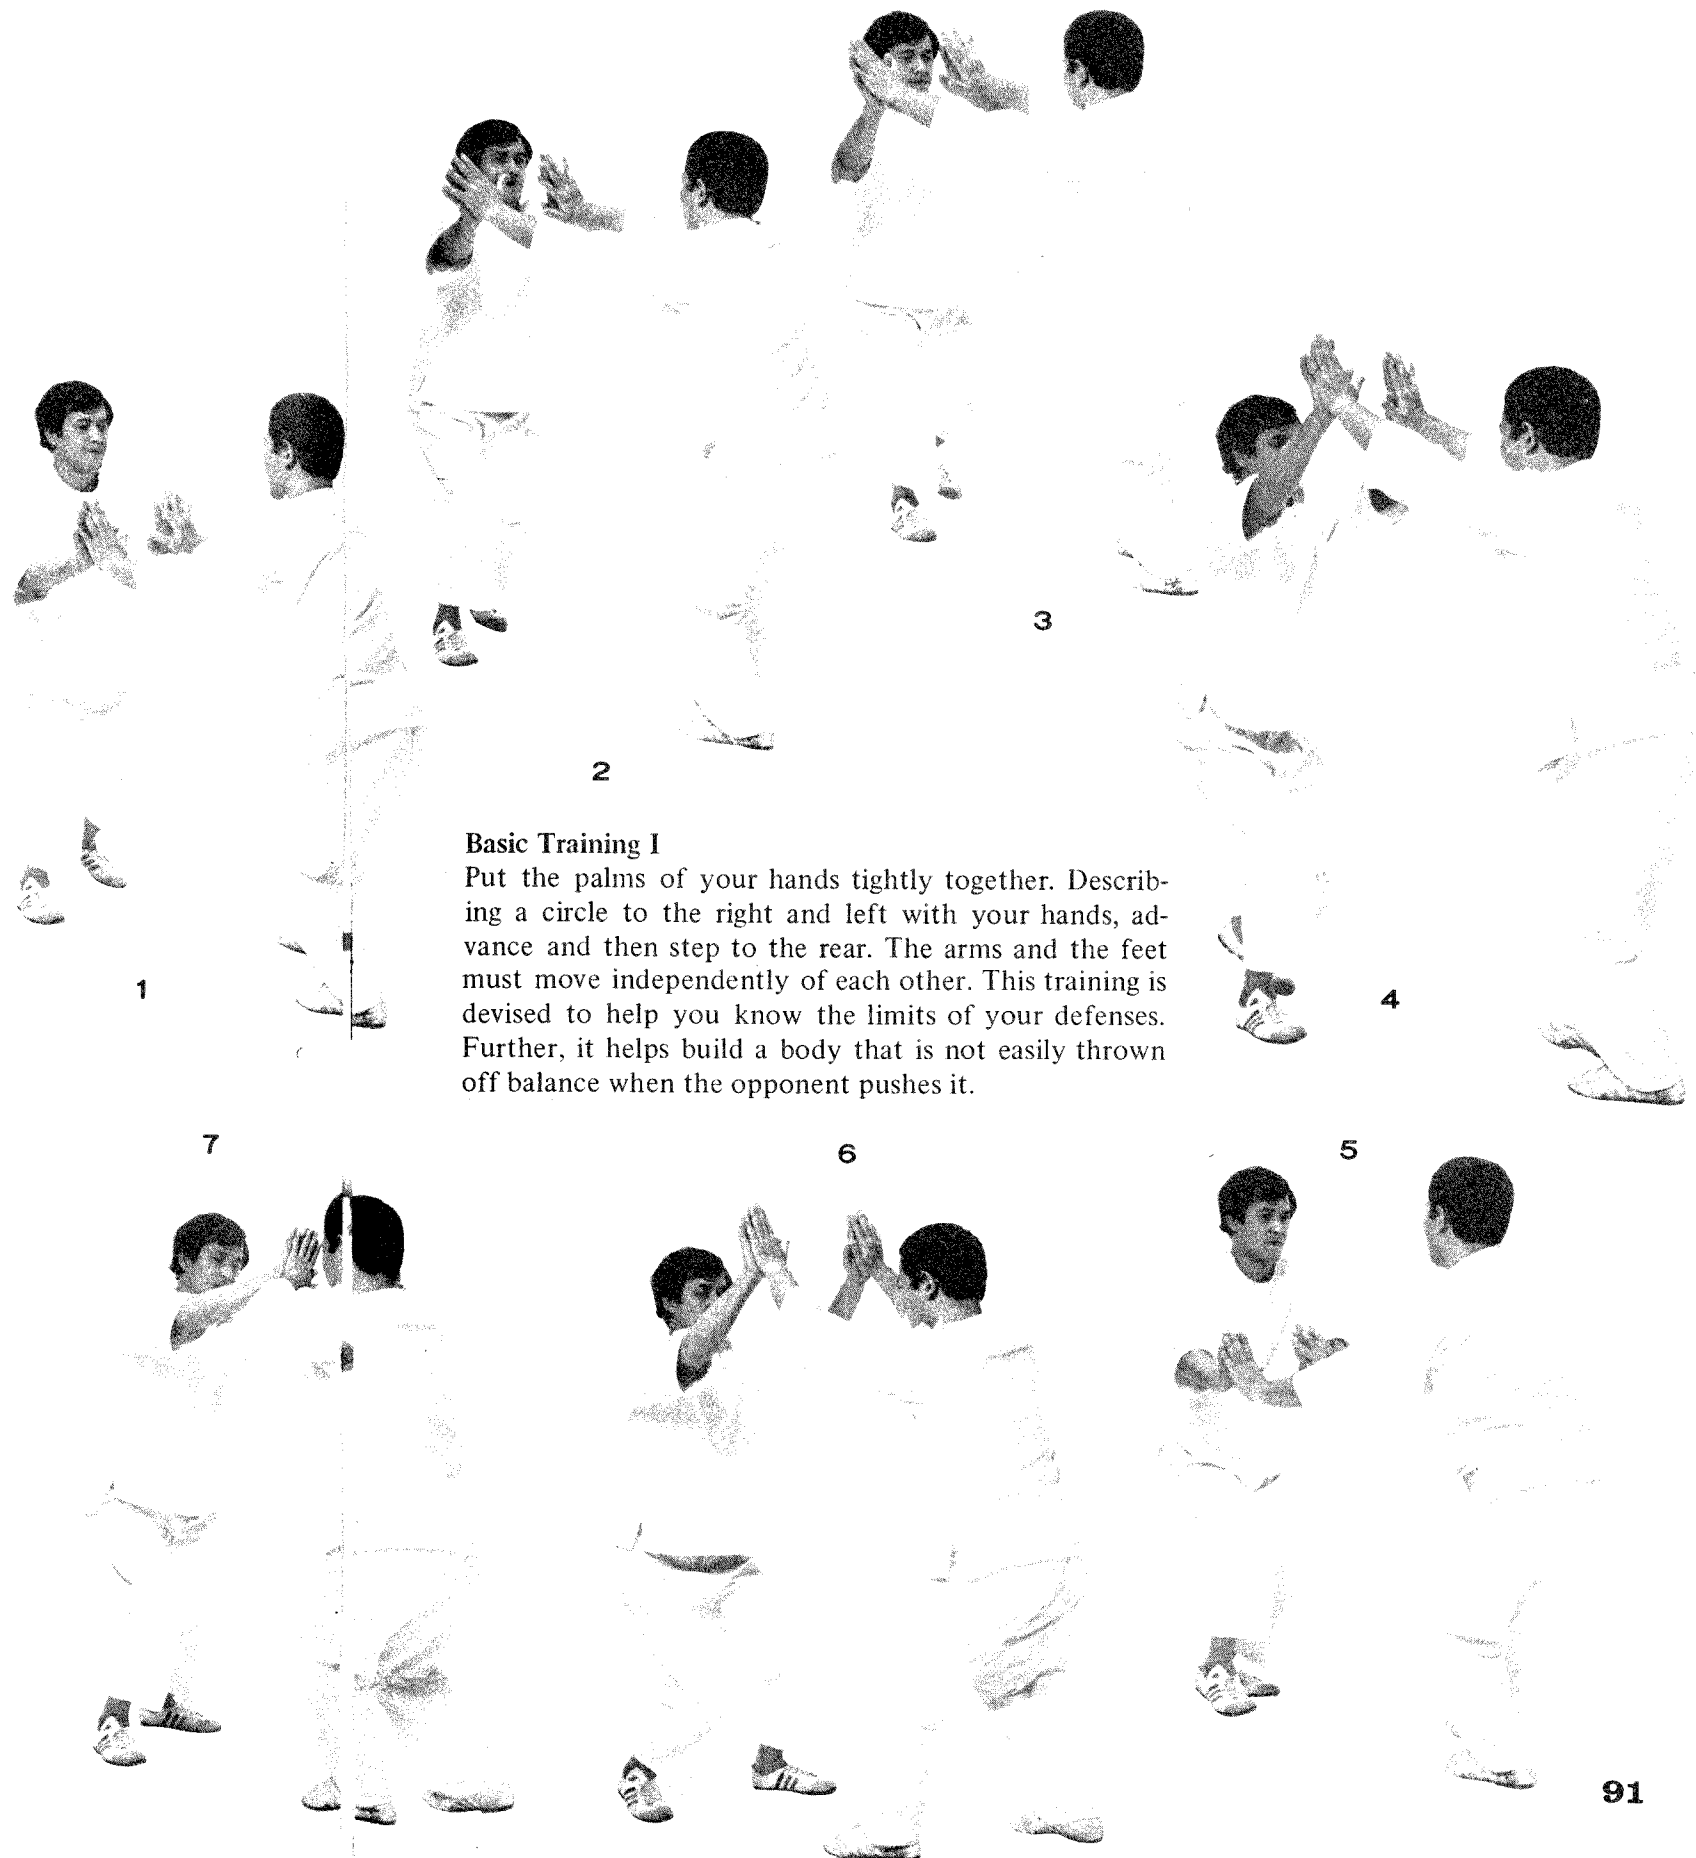 3
2
Basic Training I
Put the palms of your hands tightly together. Describ-
ing a circle to the right and left with your hands, ad-
vance and then step to the rear. The arms and the feet
must move independently of each other. This training is
devised to help you know the limits of your defenses.
Further, it helps build a body that is not easily thrown
off balance when the opponent pushes it.
1
4
7
6
5
91